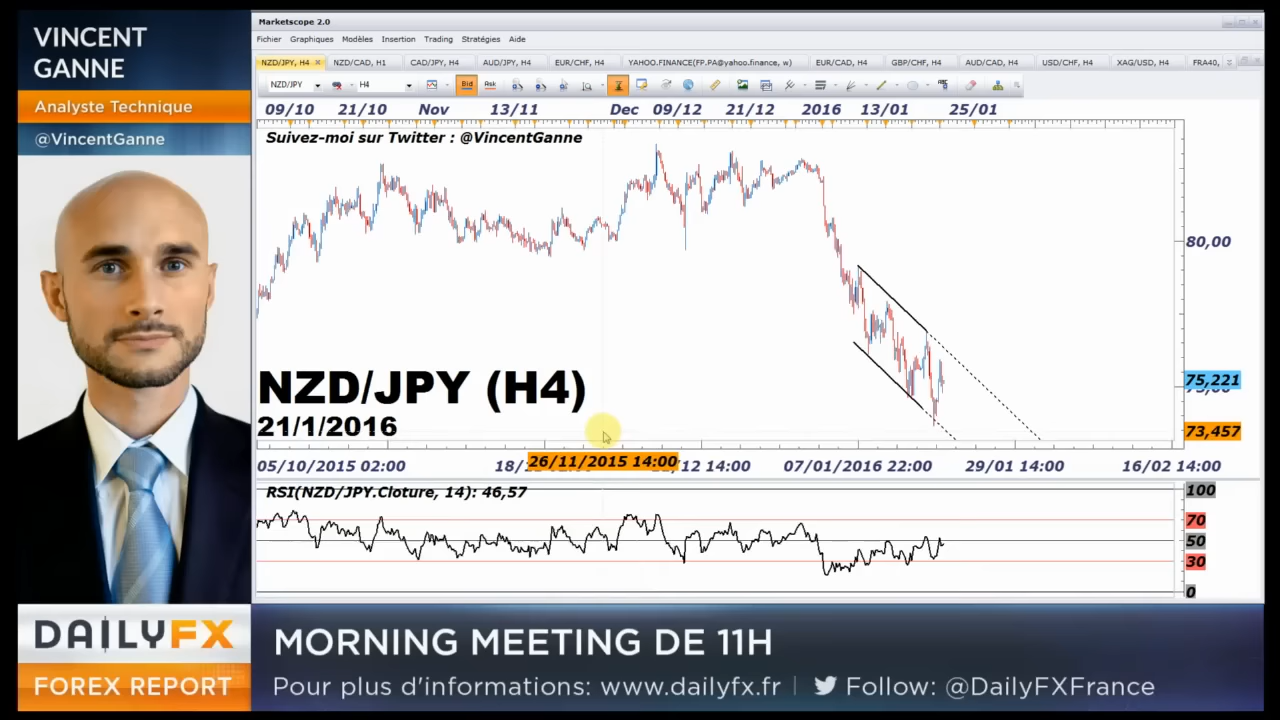 VINCENT
GANNE
Analyste Technique
@VincentGanne
Marketscope 2.0
Fichier Graphiques Modèles Insertion Trading Stratégies Aide
NZD/JPY, H4 NZD/CAD, H1 CAD/JPY, H4 AUD/JPY, H4 EUR/CHF, H4 YAHOO.FINANCE(FP.PA@yahoo.finance, w) EUR/CAD, H4 GBP/CHF, H4 AUD/CAD, H4 USD/CHF, H4 XAG/USD, H4 FRA40,
NZD/JPY H4 Bid Ask
09/10 21/10 Nov 13/11 Dec 09/12 21/12 2016 13/01 25/01
Suivez-moi sur Twitter : @VincentGanne
80,00
75,221
73,457
NZD/JPY (H4)
21/1/2016
05/10/2015 02:00 26/11/2015 14:00 14:00 07/01/2016 22:00 29/01 14:00 16/02 14:00
RSI(NZD/JPY.Cloture, 14): 46,57
100
70
50
30
0
DAILYFX
FOREX REPORT
MORNING MEETING DE 11H
Pour plus d'informations: www.dailyfx.fr | Follow: @DailyFXFrance